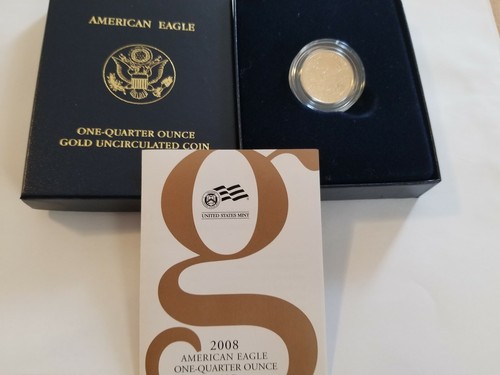 AMERICAN EAGLE
ONE-QUARTER OUNCE
GOLD UNCIRCULATED COIN
g
UNITED STATES MINT
2008
AMERICAN EAGLE
ONE-QUARTER OUNCE